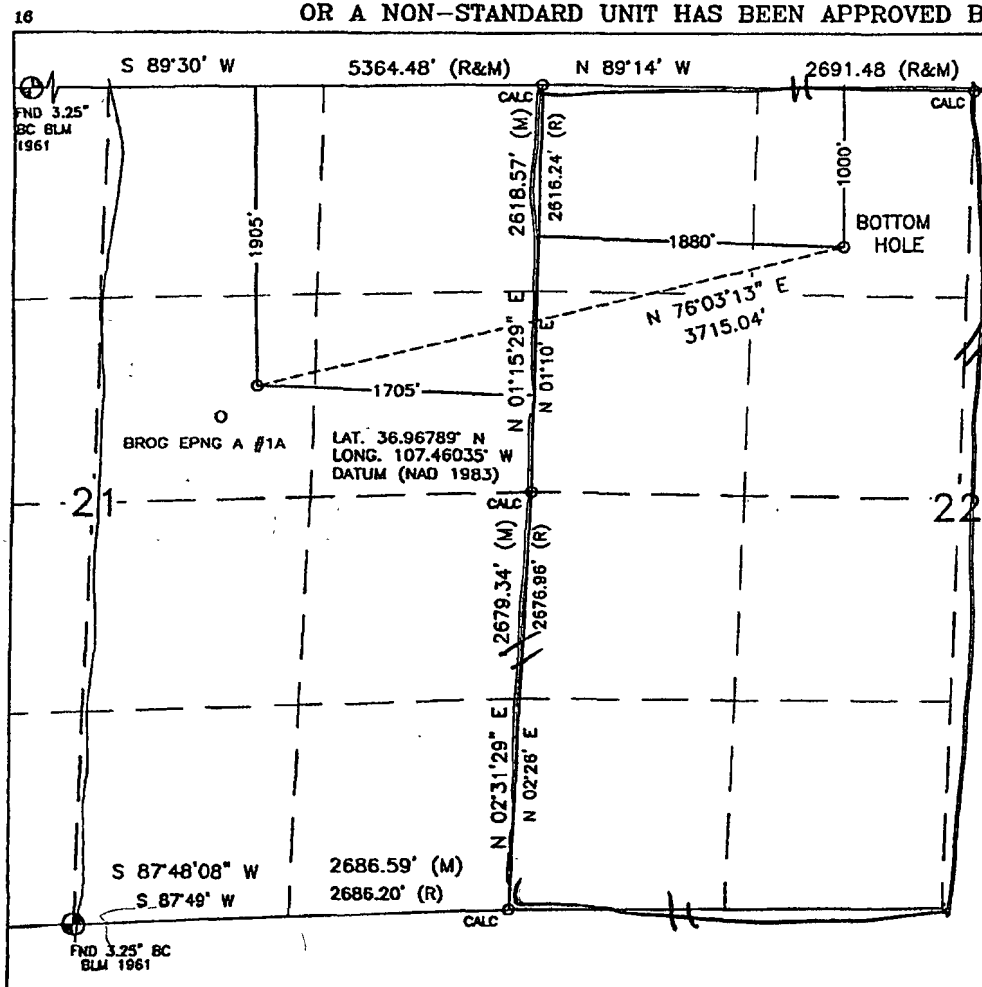 16
OR A NON-STANDARD UNIT HAS BEEN APPROVED B
S 89°30' W 5364.48' (R&M) N 89°14' W 2691.48 (R&M)
CALC
CALC
FND 3.25"
BC BLM
1961
2618.57' (M)
2616.24' (R)
1905'
1000'
1880'
BOTTOM
HOLE
N 76°03'13" E
3715.04'
N 01°15'29" E
N 01°10' E
1705'
BROG EPNG A #1A
LAT. 36.96789° N
LONG. 107.46035° W
DATUM (NAD 1983)
21
CALC
22
2679.34' (M)
2676.96' (R)
N 02°31'29" E
N 02°26' E
S 87°48'08" W 2686.59' (M)
S 87°49' W 2686.20' (R)
CALC
FND 3.25" BC
BLM 1961